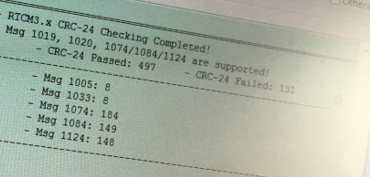 RTCM3.x CRC-24 Checking Completed!
Msg 1019, 1020, 1074/1084/1124 are supported!
- CRC-24 Passed: 497 - CRC-24 Failed: 131
- Msg 1005: 8
- Msg 1033: 8
- Msg 1074: 184
- Msg 1084: 149
- Msg 1124: 148